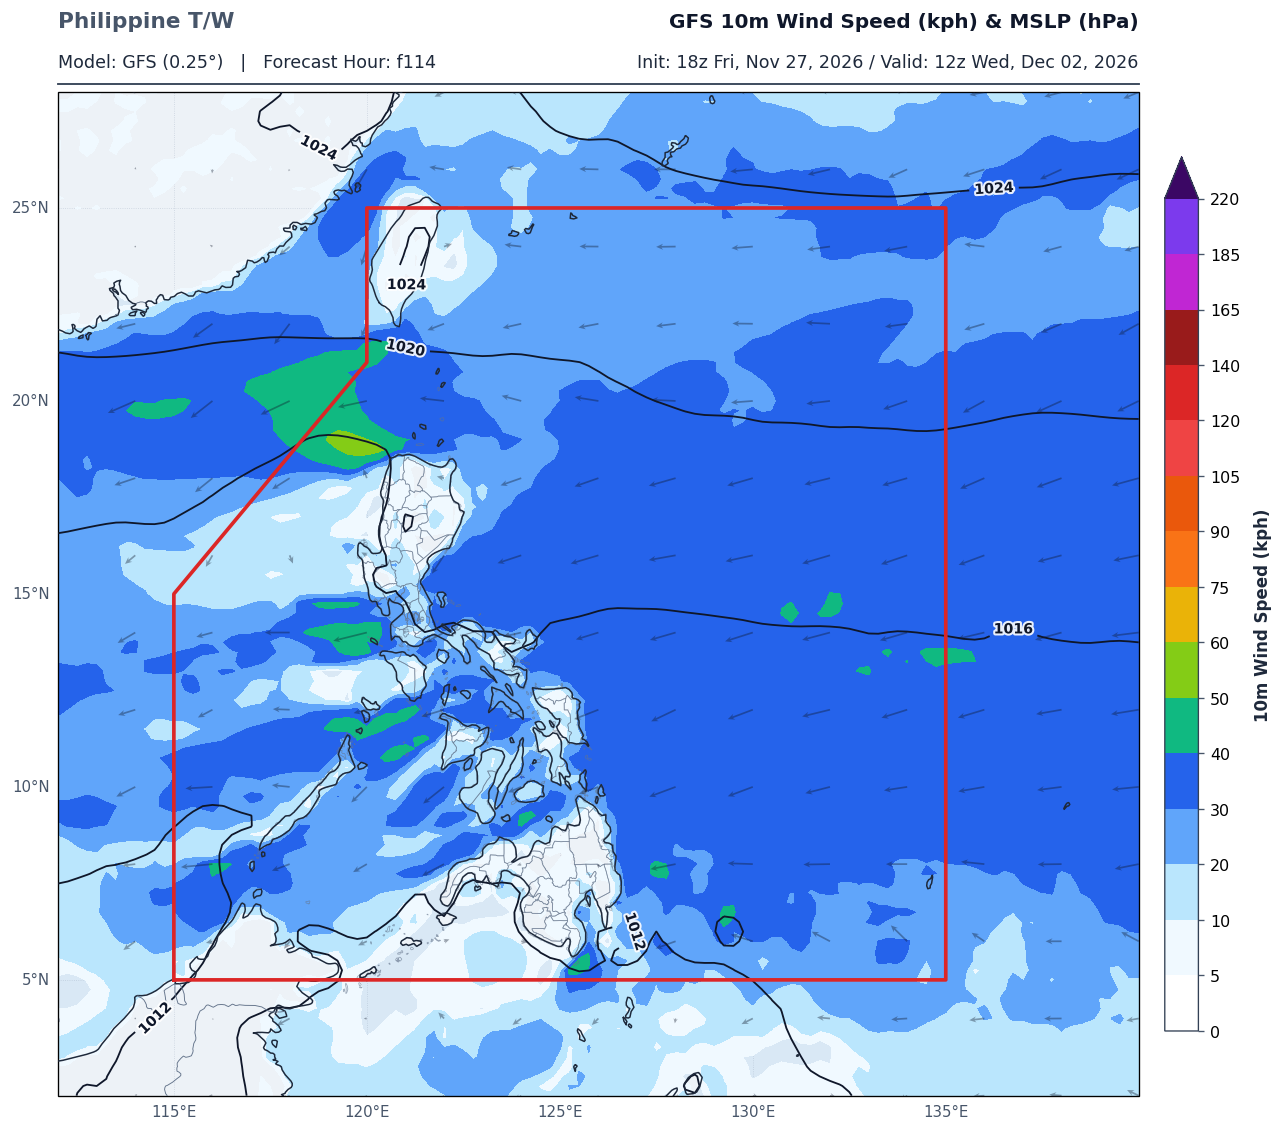 Philippine T/W
GFS 10m Wind Speed (kph) & MSLP (hPa)
Model: GFS (0.25°)   |   Forecast Hour: f114
Init: 18z Fri, Nov 27, 2026 / Valid: 12z Wed, Dec 02, 2026
1024
1024
1024
1020
1016
1012
1012
25°N
20°N
15°N
10°N
5°N
115°E
120°E
125°E
130°E
135°E
220
185
165
140
120
105
90
75
60
50
40
30
20
10
5
0
10m Wind Speed (kph)